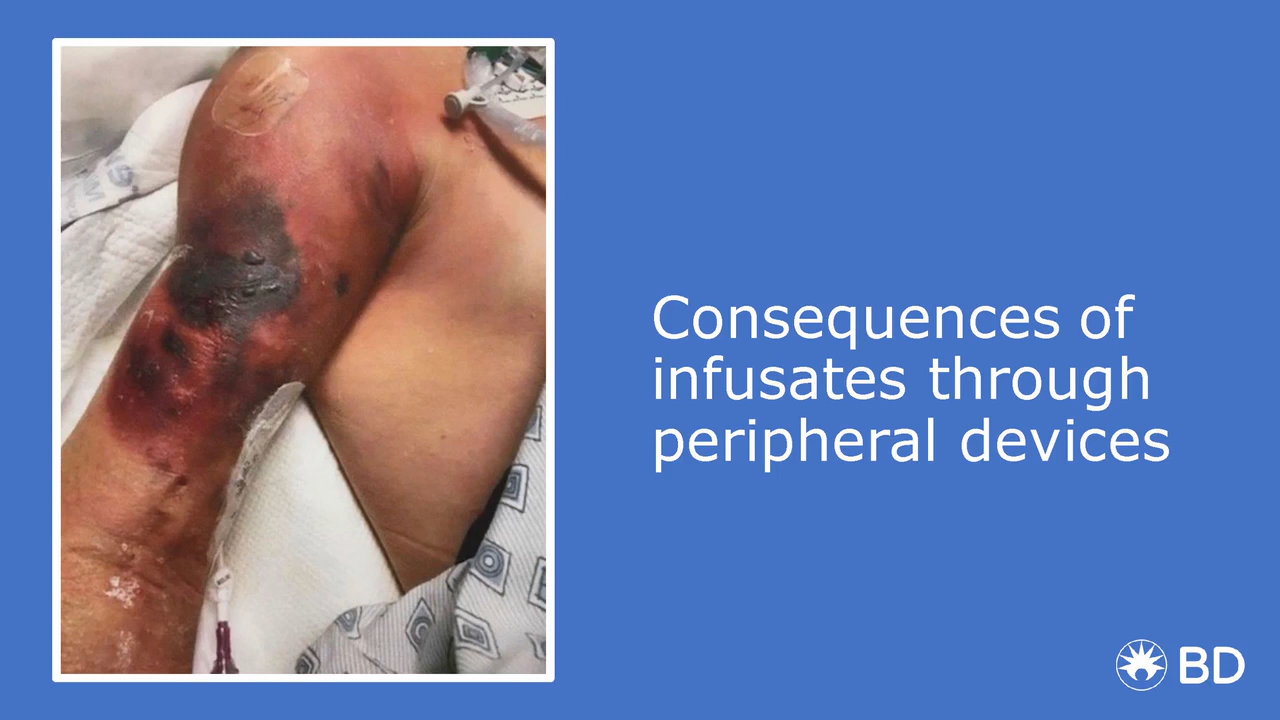 Consequences of
infusates through
peripheral devices
BD